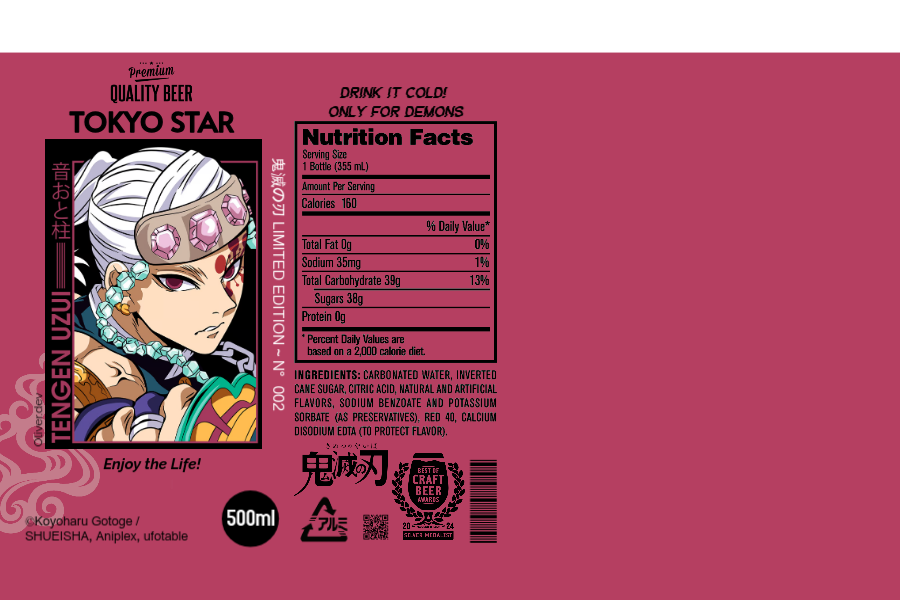 Premium
QUALITY BEER
TOKYO STAR
音おと柱
TENGEN UZUI
Oliver.dev
鬼滅の刃 LIMITED EDITION ~ N° 002
Enjoy the Life!
©Koyoharu Gotoge /
SHUEISHA, Aniplex, ufotable
500ml
DRINK IT COLD!
ONLY FOR DEMONS
Nutrition Facts
Serving Size
1 Bottle (355 mL)
Amount Per Serving
Calories 160
% Daily Value*
Total Fat 0g 0%
Sodium 35mg 1%
Total Carbohydrate 39g 13%
Sugars 38g
Protein 0g
* Percent Daily Values are
based on a 2,000 calorie diet.
INGREDIENTS: CARBONATED WATER, INVERTED
CANE SUGAR, CITRIC ACID, NATURAL AND ARTIFICIAL
FLAVORS, SODIUM BENZOATE AND POTASSIUM
SORBATE (AS PRESERVATIVES), RED 40, CALCIUM
DISODIUM EDTA (TO PROTECT FLAVOR).
きめつのやいば
鬼滅の刃
アルミ
BEST OF
CRAFT
BEER
AWARDS
20 24
SILVER MEDALIST